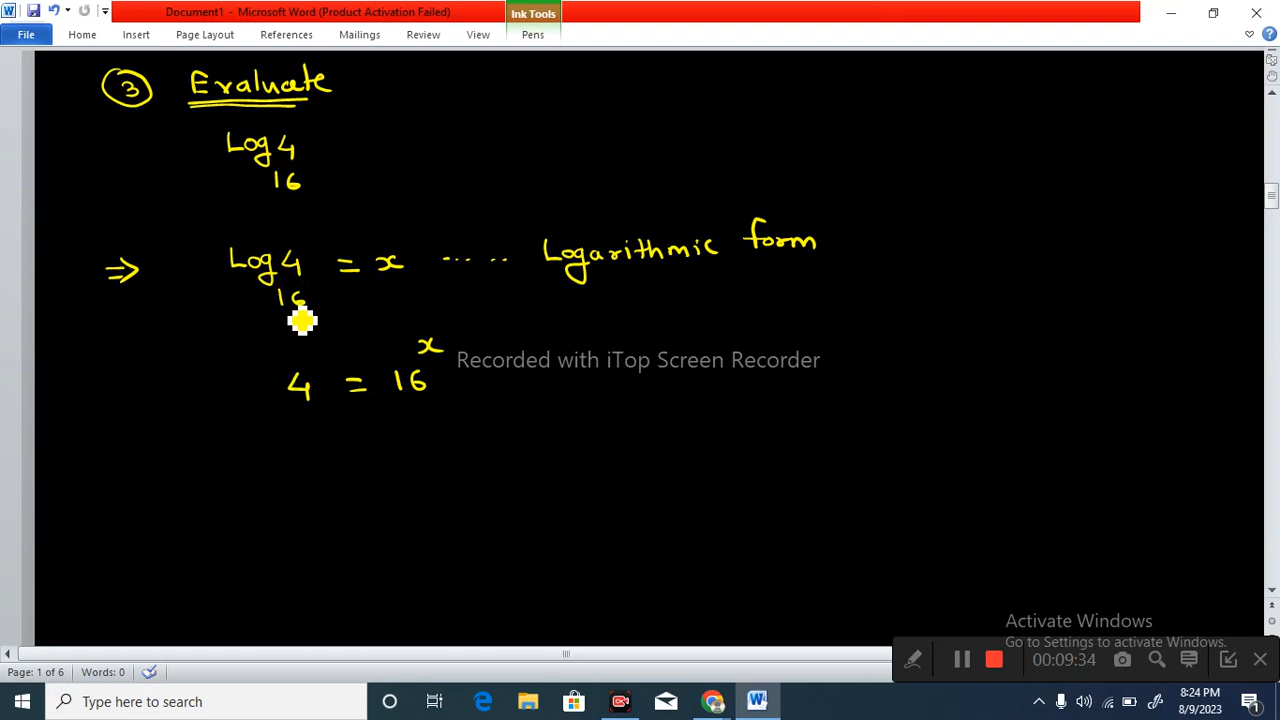 Document1 - Microsoft Word (Product Activation Failed)
Ink Tools
File Home Insert Page Layout References Mailings Review View Pens
3 Evaluate
Log 4
16
⇒ Log 4 = x ...... Logarithmic form
16
x
4 = 16
Recorded with iTop Screen Recorder
Activate Windows
Go to Settings to activate Windows.
00:09:34
Page: 1 of 6 Words: 0
Type here to search
8:24 PM
8/9/2023